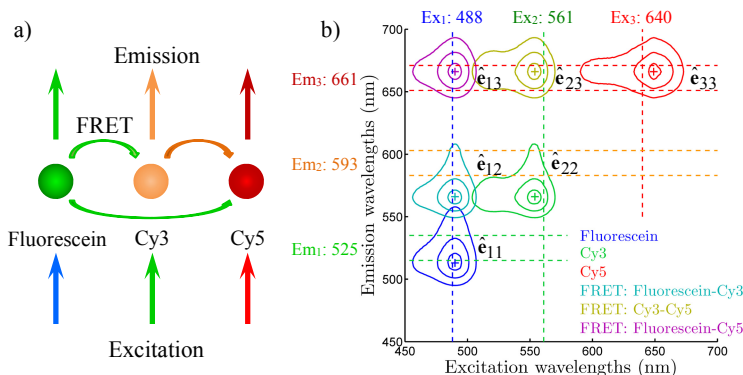 a)
Emission
FRET
Fluorescein Cy3 Cy5
Excitation
b)
Ex₁: 488 Ex₂: 561 Ex₃: 640
Em₃: 661
Em₂: 593
Em₁: 525
Emission wavelengths (nm)
700
650
600
550
500
450 500 550 600 650 700
Excitation wavelengths (nm)
ê₁₃ ê₂₃ ê₃₃
ê₁₂ ê₂₂
ê₁₁
Fluorescein
Cy3
Cy5
FRET: Fluorescein-Cy3
FRET: Cy3-Cy5
FRET: Fluorescein-Cy5